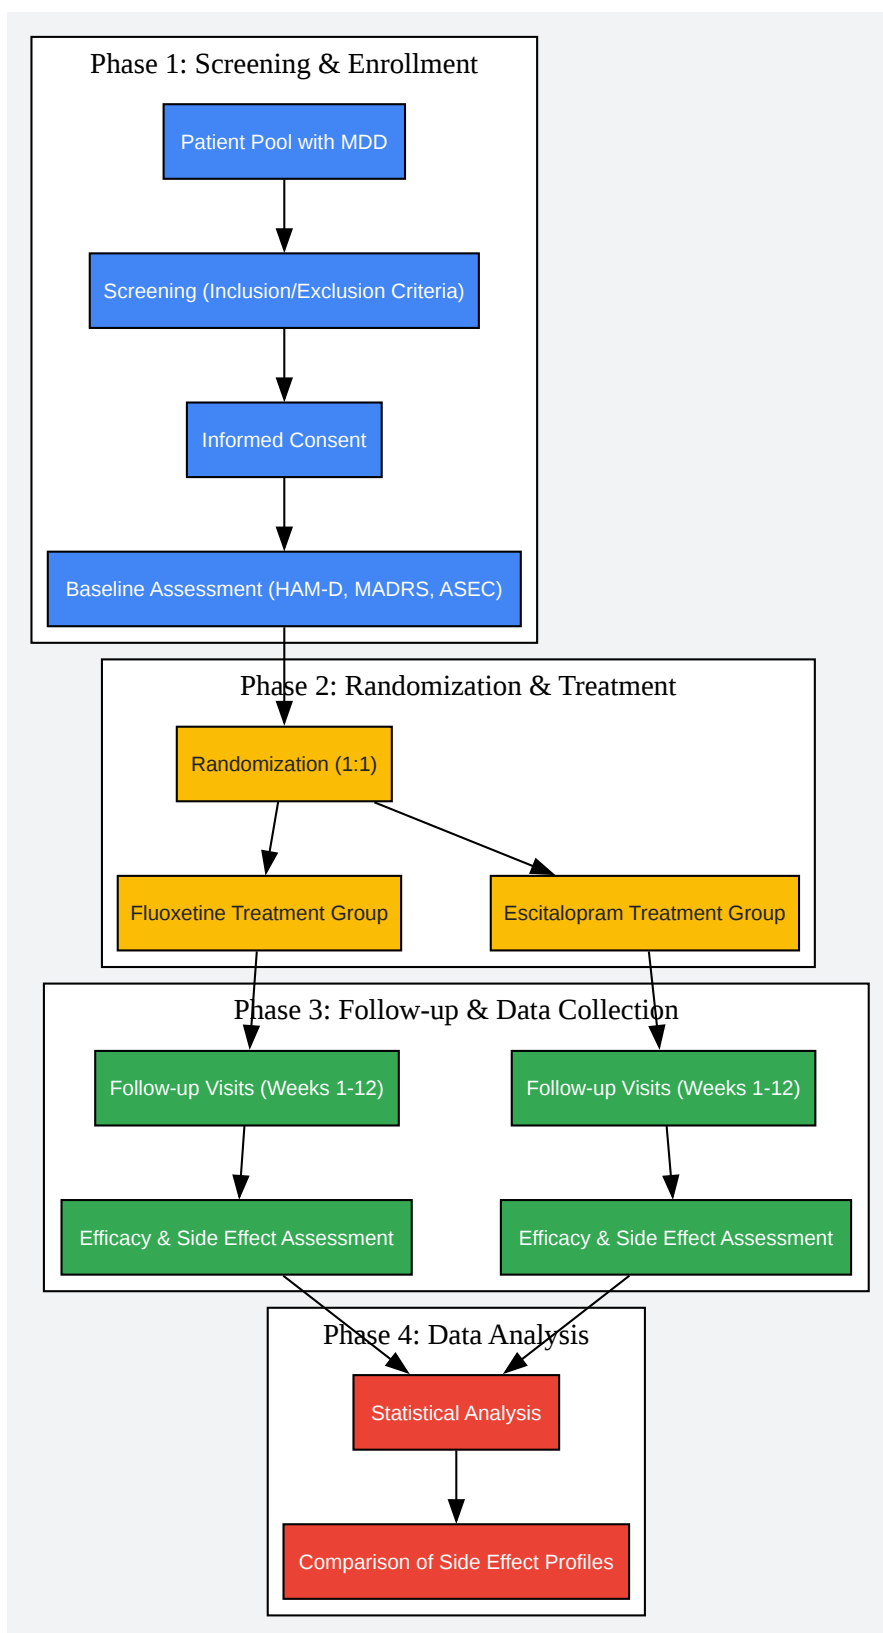 Phase 1: Screening & Enrollment
Patient Pool with MDD
Screening (Inclusion/Exclusion Criteria)
Informed Consent
Baseline Assessment (HAM-D, MADRS, ASEC)
Phase 2: Randomization & Treatment
Randomization (1:1)
Fluoxetine Treatment Group
Escitalopram Treatment Group
Phase 3: Follow-up & Data Collection
Follow-up Visits (Weeks 1-12)
Follow-up Visits (Weeks 1-12)
Efficacy & Side Effect Assessment
Efficacy & Side Effect Assessment
Phase 4: Data Analysis
Statistical Analysis
Comparison of Side Effect Profiles